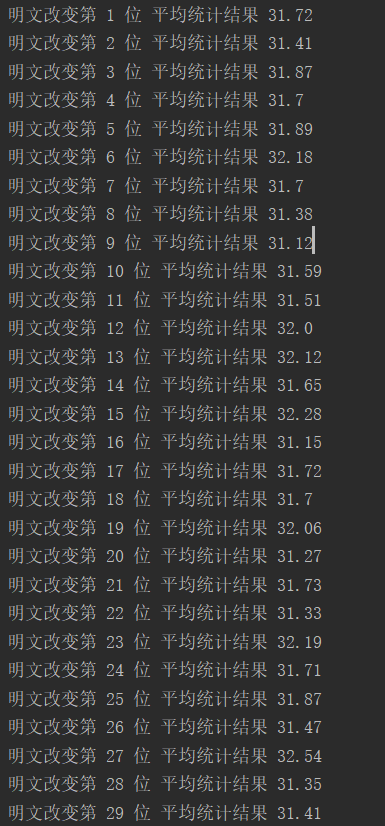 明文改变第 1 位 平均统计结果 31.72
明文改变第 2 位 平均统计结果 31.41
明文改变第 3 位 平均统计结果 31.87
明文改变第 4 位 平均统计结果 31.7
明文改变第 5 位 平均统计结果 31.89
明文改变第 6 位 平均统计结果 32.18
明文改变第 7 位 平均统计结果 31.7
明文改变第 8 位 平均统计结果 31.38
明文改变第 9 位 平均统计结果 31.12
明文改变第 10 位 平均统计结果 31.59
明文改变第 11 位 平均统计结果 31.51
明文改变第 12 位 平均统计结果 32.0
明文改变第 13 位 平均统计结果 32.12
明文改变第 14 位 平均统计结果 31.65
明文改变第 15 位 平均统计结果 32.28
明文改变第 16 位 平均统计结果 31.15
明文改变第 17 位 平均统计结果 31.72
明文改变第 18 位 平均统计结果 31.7
明文改变第 19 位 平均统计结果 32.06
明文改变第 20 位 平均统计结果 31.27
明文改变第 21 位 平均统计结果 31.73
明文改变第 22 位 平均统计结果 31.33
明文改变第 23 位 平均统计结果 32.19
明文改变第 24 位 平均统计结果 31.71
明文改变第 25 位 平均统计结果 31.87
明文改变第 26 位 平均统计结果 31.47
明文改变第 27 位 平均统计结果 32.54
明文改变第 28 位 平均统计结果 31.35
明文改变第 29 位 平均统计结果 31.41